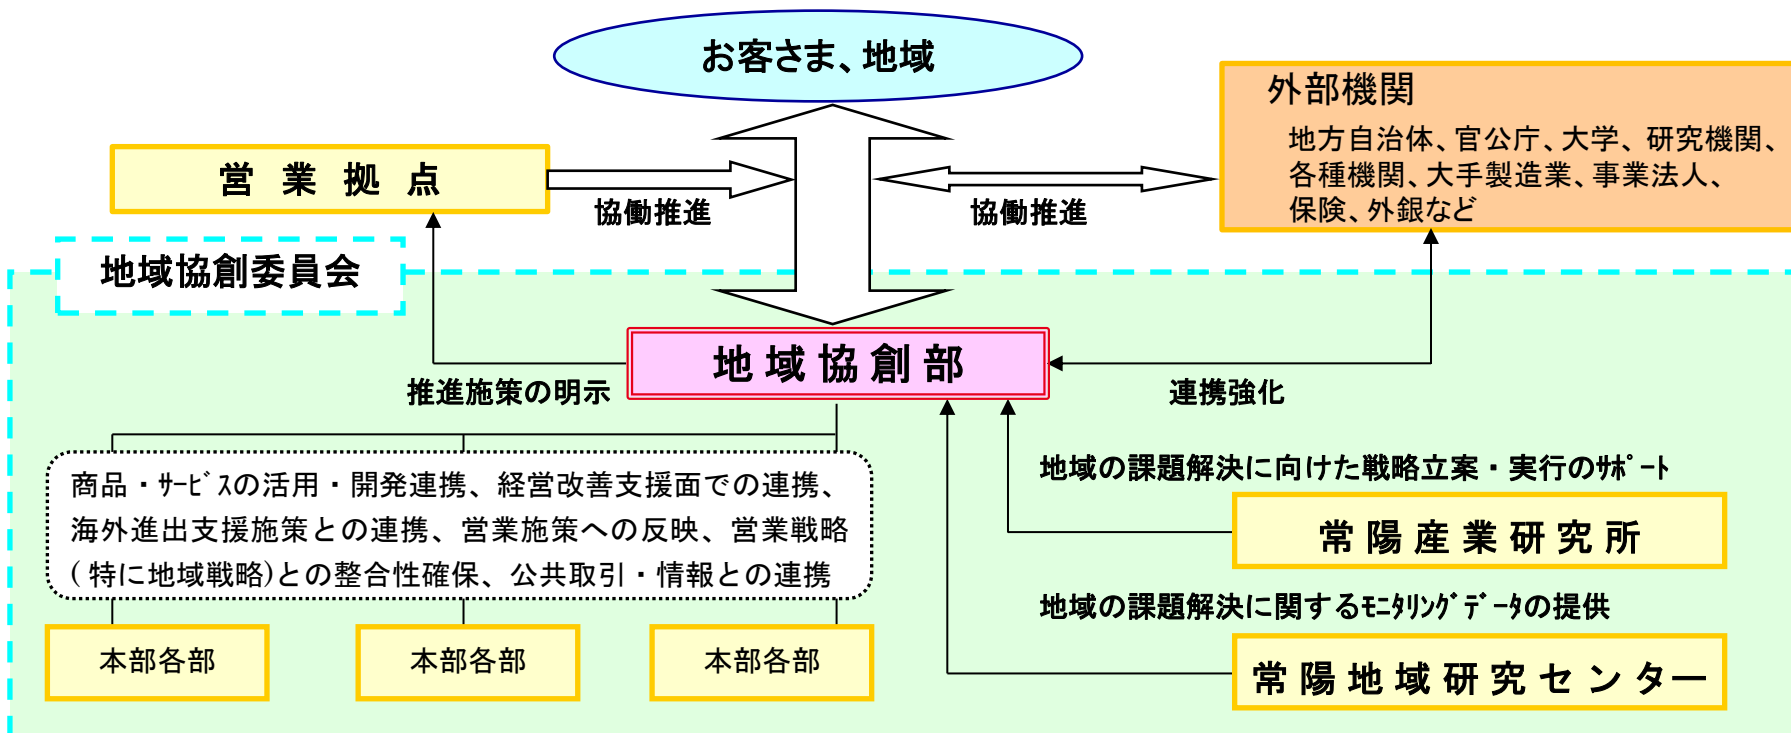 お客さま、地域
外部機関
地方自治体、官公庁、大学、研究機関、
各種機関、大手製造業、事業法人、
保険、外銀など
営業拠点
協働推進
協働推進
地域協創委員会
地域協創部
推進施策の明示
連携強化
商品・ｻｰﾋﾞｽの活用・開発連携、経営改善支援面での連携、
海外進出支援施策との連携、営業施策への反映、営業戦略
(特に地域戦略)との整合性確保、公共取引・情報との連携
地域の課題解決に向けた戦略立案・実行のｻﾎﾟｰﾄ
常陽産業研究所
地域の課題解決に関するﾓﾆﾀﾘﾝｸﾞﾃﾞｰﾀの提供
常陽地域研究センター
本部各部
本部各部
本部各部